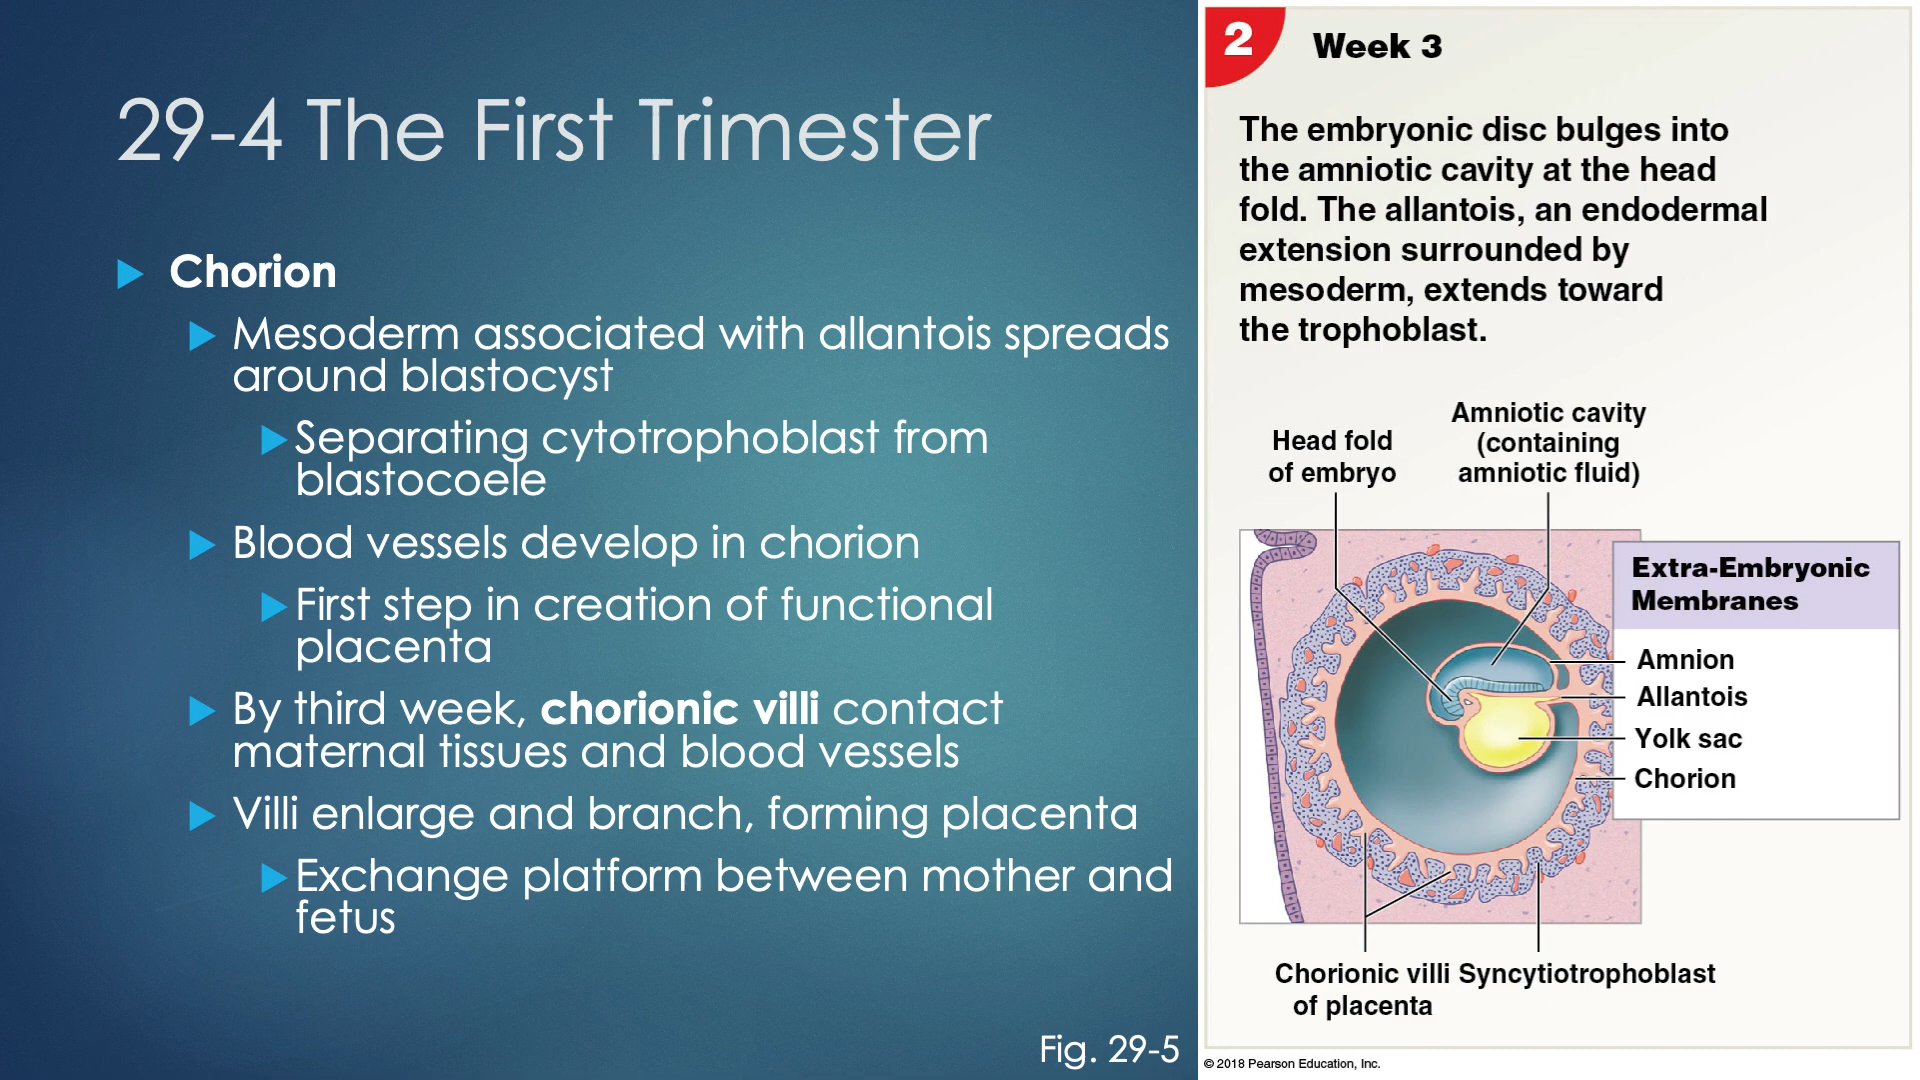 29-4 The First Trimester
Chorion
Mesoderm associated with allantois spreads
around blastocyst
Separating cytotrophoblast from
blastocoele
Blood vessels develop in chorion
First step in creation of functional
placenta
By third week, chorionic villi contact
maternal tissues and blood vessels
Villi enlarge and branch, forming placenta
Exchange platform between mother and
fetus
Fig. 29-5
2
Week 3
The embryonic disc bulges into
the amniotic cavity at the head
fold. The allantois, an endodermal
extension surrounded by
mesoderm, extends toward
the trophoblast.
Head fold
of embryo
Amniotic cavity
(containing
amniotic fluid)
Extra-Embryonic
Membranes
Amnion
Allantois
Yolk sac
Chorion
Chorionic villi
of placenta
Syncytiotrophoblast
© 2018 Pearson Education, Inc.